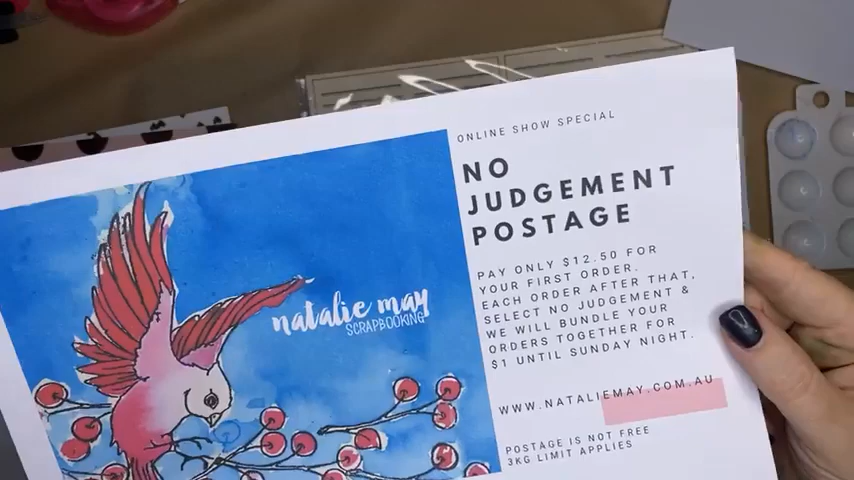 ONLINE SHOW SPECIAL
NO
JUDGEMENT
POSTAGE
PAY ONLY $12.50 FOR
YOUR FIRST ORDER.
EACH ORDER AFTER THAT,
SELECT NO JUDGEMENT &
WE WILL BUNDLE YOUR
ORDERS TOGETHER FOR
$1 UNTIL SUNDAY NIGHT.
WWW.NATALIEMAY.COM.AU
POSTAGE IS NOT FREE
3KG LIMIT APPLIES
natalie may
SCRAPBOOKING